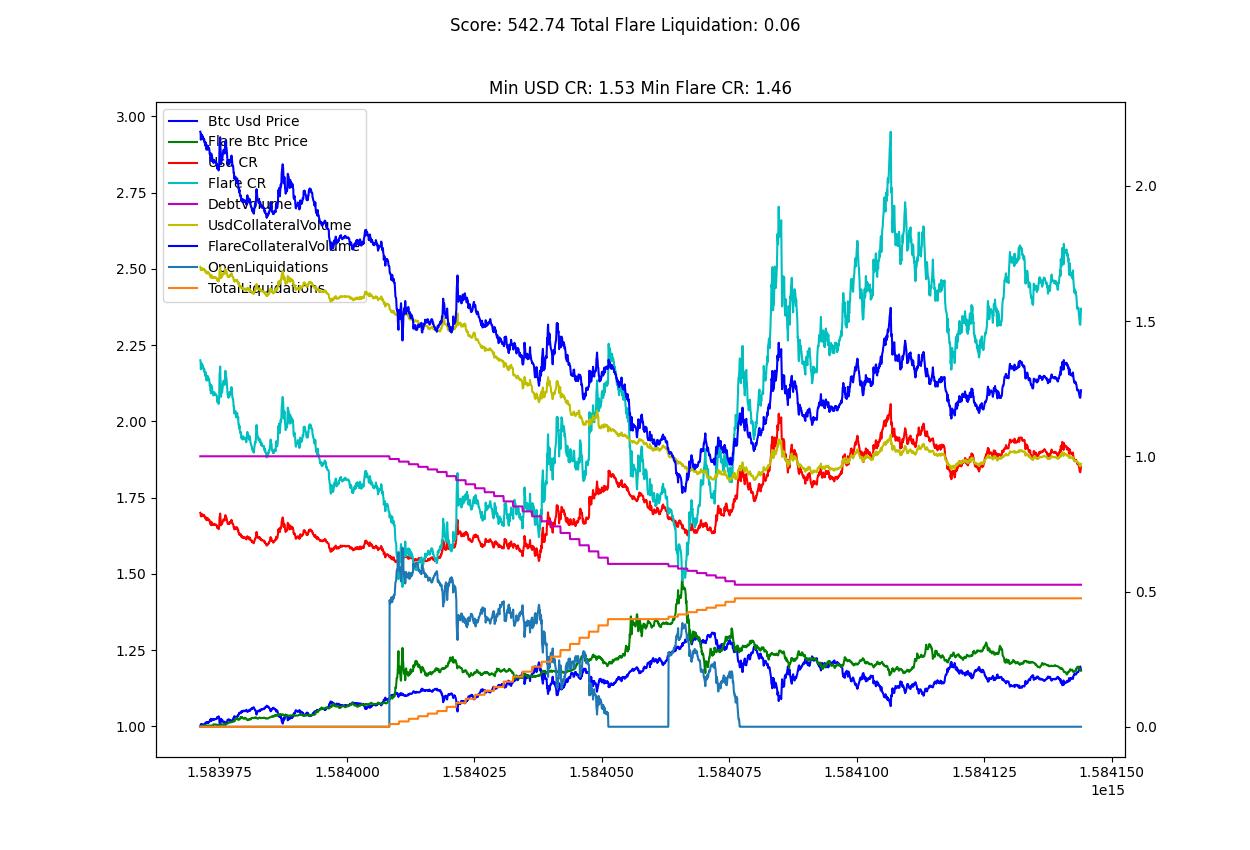 Score: 542.74 Total Flare Liquidation: 0.06
Min USD CR: 1.53 Min Flare CR: 1.46
Btc Usd Price
Flare Btc Price
Usd CR
Flare CR
DebtVolume
UsdCollateralVolume
FlareCollateralVolume
OpenLiquidations
TotalLiquidations
3.00
2.75
2.50
2.25
2.00
1.75
1.50
1.25
1.00
2.0
1.5
1.0
0.5
0.0
1.583975
1.584000
1.584025
1.584050
1.584075
1.584100
1.584125
1.584150
1e15